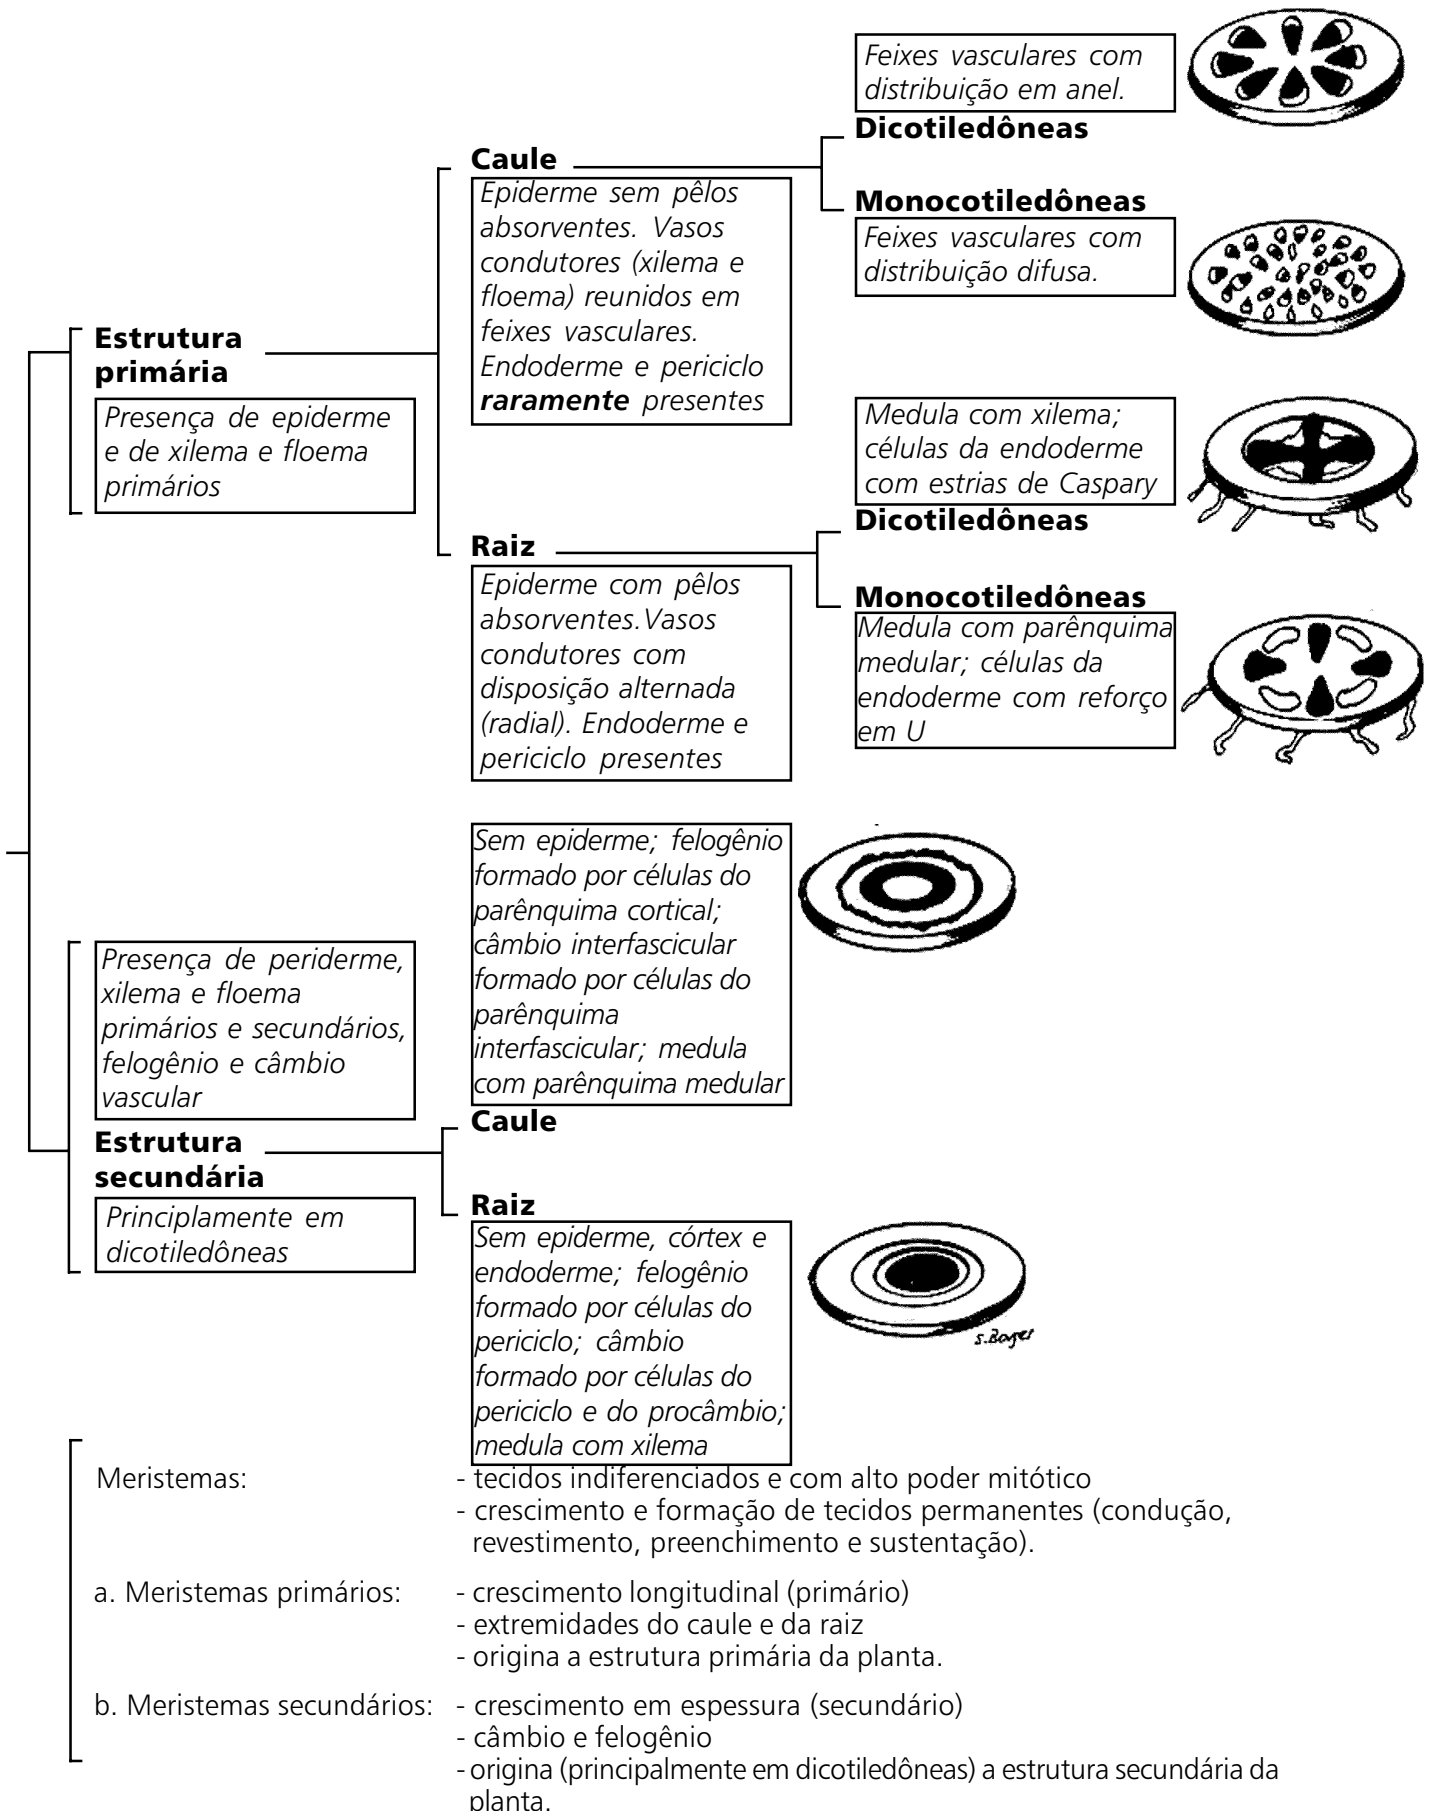 Feixes vasculares com
distribuição em anel.
Dicotiledôneas
Caule
Epiderme sem pêlos
absorventes. Vasos
condutores (xilema e
floema) reunidos em
feixes vasculares.
Endoderme e periciclo
raramente presentes
Monocotiledôneas
Feixes vasculares com
distribuição difusa.
Estrutura
primária
Presença de epiderme
e de xilema e floema
primários
Medula com xilema;
células da endoderme
com estrias de Caspary
Dicotiledôneas
Raiz
Epiderme com pêlos
absorventes.Vasos
condutores com
disposição alternada
(radial). Endoderme e
periciclo presentes
Monocotiledôneas
Medula com parênquima
medular; células da
endoderme com reforço
em U
Sem epiderme; felogênio
formado por células do
parênquima cortical;
câmbio interfascicular
formado por células do
parênquima
interfascicular; medula
com parênquima medular
Caule
Presença de periderme,
xilema e floema
primários e secundários,
felogênio e câmbio
vascular
Estrutura
secundária
Principlamente em
dicotiledôneas
Raiz
Sem epiderme, córtex e
endoderme; felogênio
formado por células do
periciclo; câmbio
formado por células do
periciclo e do procâmbio;
medula com xilema
Meristemas:
- tecidos indiferenciados e com alto poder mitótico
- crescimento e formação de tecidos permanentes (condução,
revestimento, preenchimento e sustentação).
a. Meristemas primários:
- crescimento longitudinal (primário)
- extremidades do caule e da raiz
- origina a estrutura primária da planta.
b. Meristemas secundários:
- crescimento em espessura (secundário)
- câmbio e felogênio
- origina (principalmente em dicotiledôneas) a estrutura secundária da
planta.